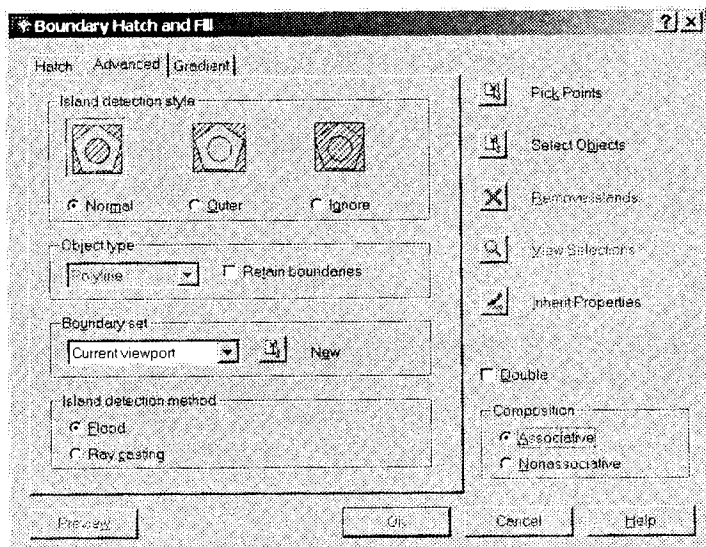 Boundary Hatch and Fill
Hatch Advanced Gradient
Island detection style
Normal Outer Ignore
Object type
Polyline Retain boundaries
Boundary set
Current viewport New
Island detection method
Flood
Ray casting
Pick Points
Select Objects
Remove Islands
View Selections
Inherit Properties
Double
Composition
Associative
Nonassociative
Preview OK Cancel Help